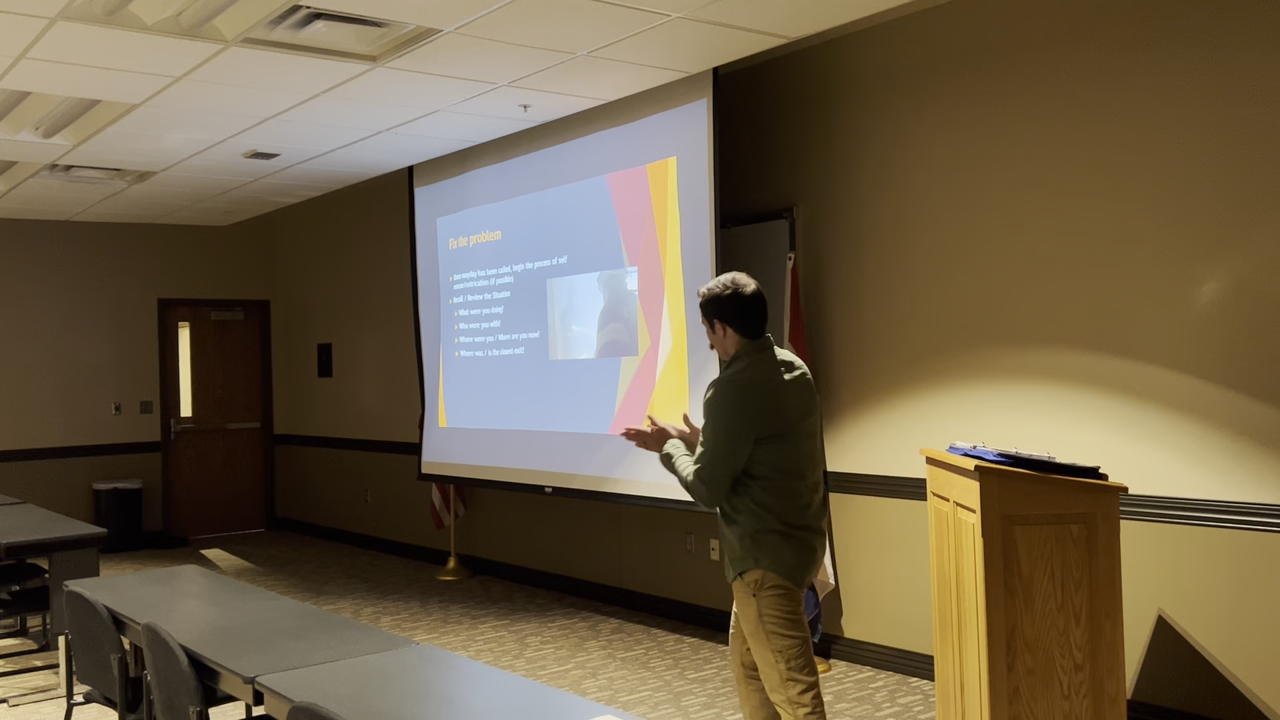 Fix the problem
Once mayday has been called, begin the process of self
rescue/extrication (if possible)
Recall / Review the Situation
What were you doing?
Who were you with?
Where were you / Where are you now?
Where was / is the closest exit?